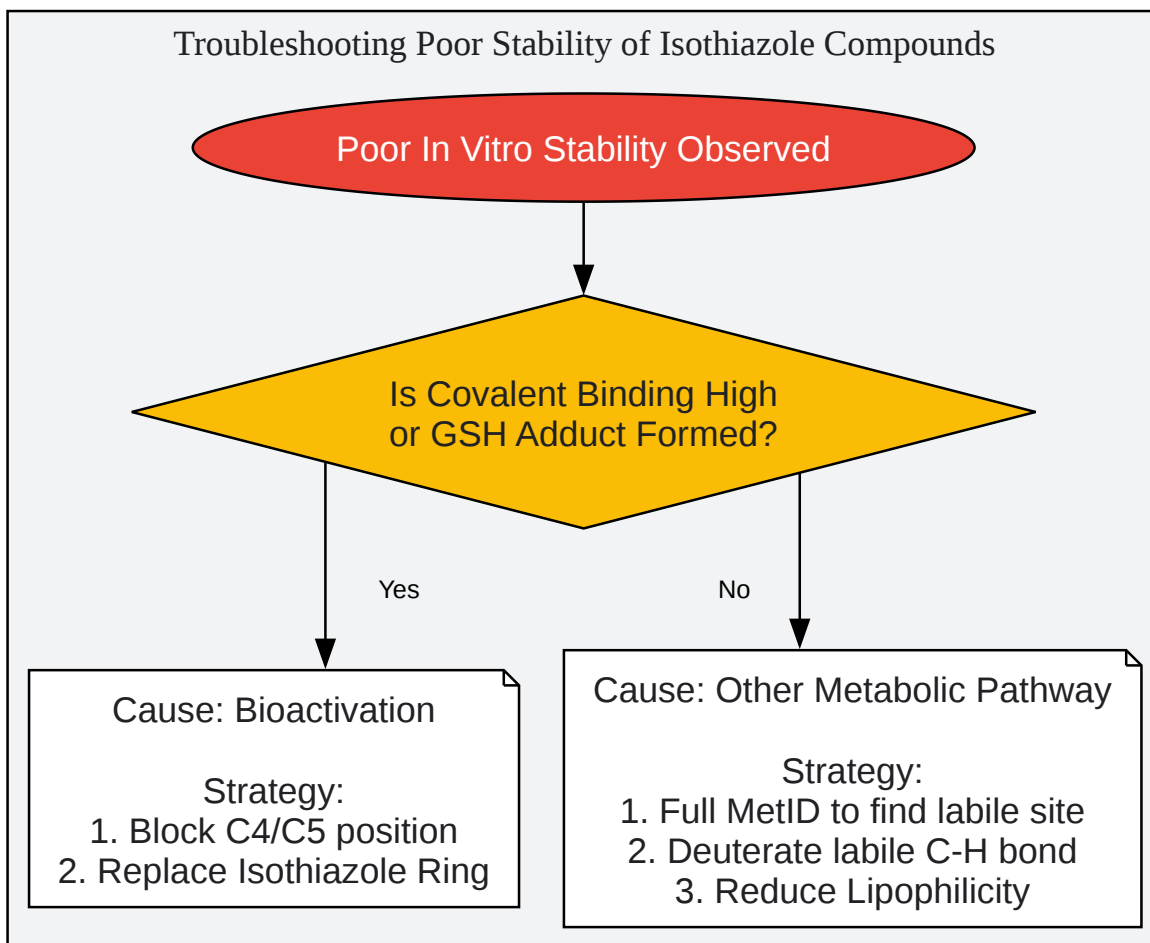 Troubleshooting Poor Stability of Isothiazole Compounds
Poor In Vitro Stability Observed
Is Covalent Binding High
or GSH Adduct Formed?
Yes
No
Cause: Bioactivation
Strategy:
1. Block C4/C5 position
2. Replace Isothiazole Ring
Cause: Other Metabolic Pathway
Strategy:
1. Full MetID to find labile site
2. Deuterate labile C-H bond
3. Reduce Lipophilicity